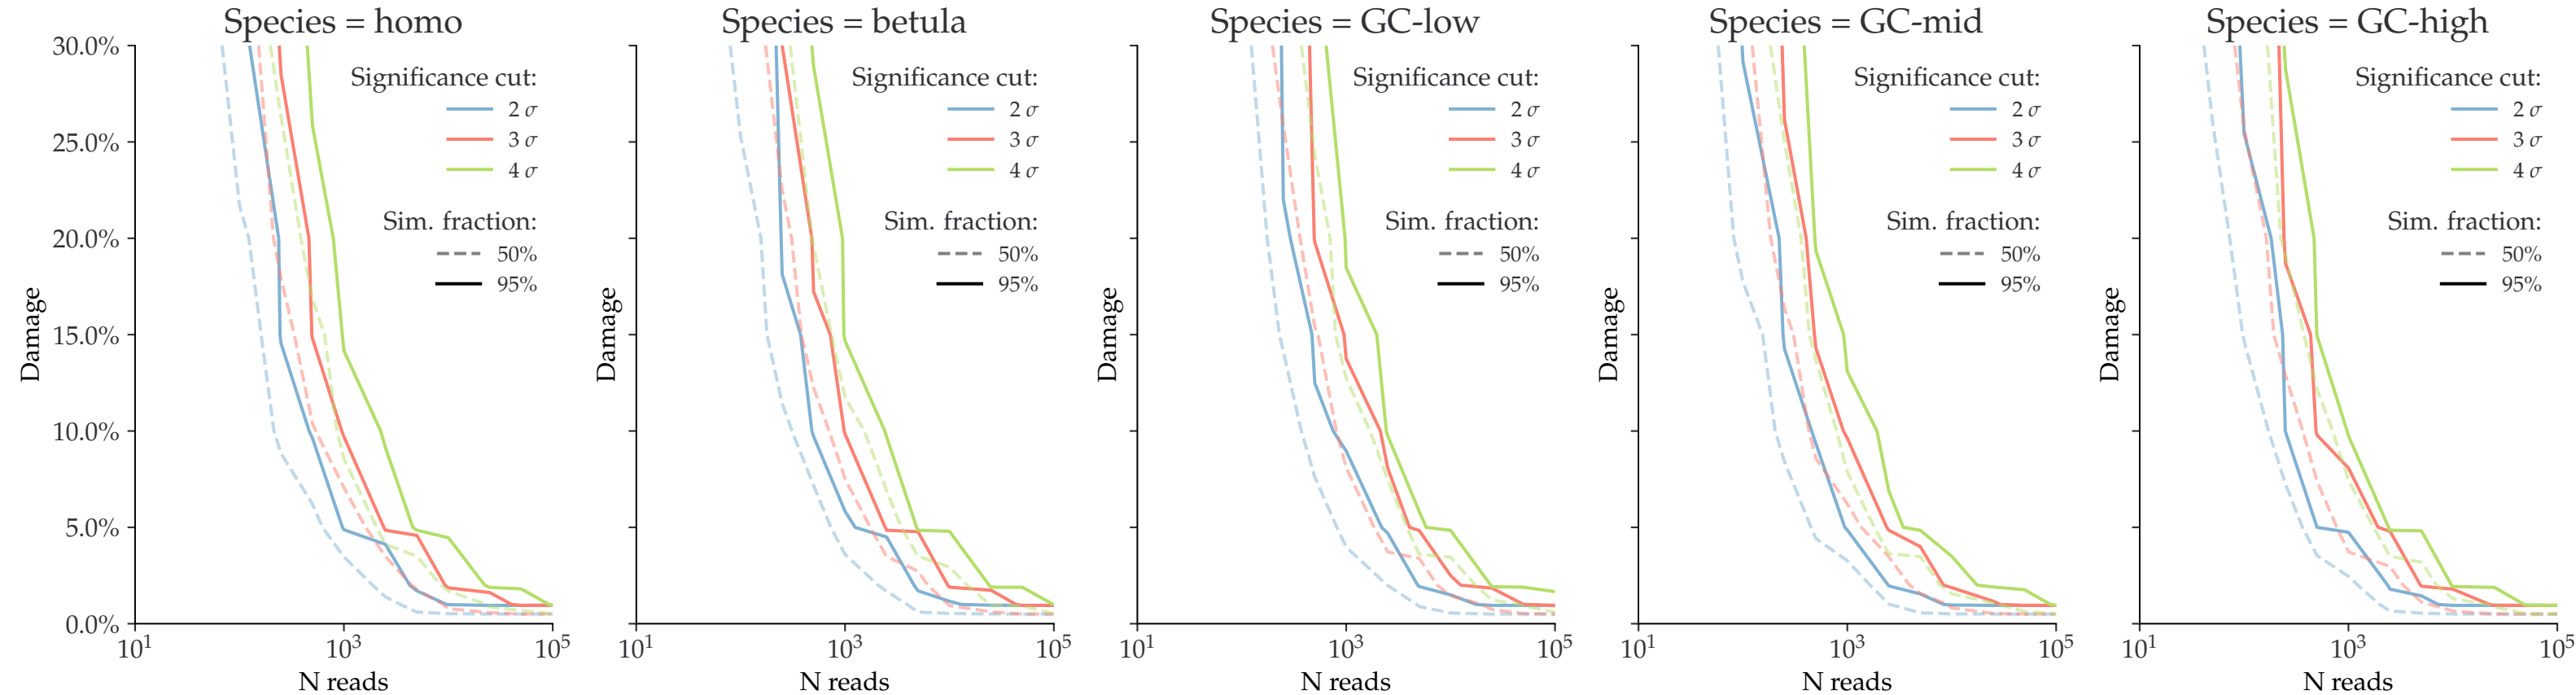 Species = homo
30.0%
25.0%
20.0%
15.0%
10.0%
5.0%
0.0%
Damage
Significance cut:
2 σ
3 σ
4 σ
Sim. fraction:
50%
95%
10^1
10^3
10^5
N reads
Species = betula
Damage
Significance cut:
2 σ
3 σ
4 σ
Sim. fraction:
50%
95%
10^1
10^3
10^5
N reads
Species = GC-low
Damage
Significance cut:
2 σ
3 σ
4 σ
Sim. fraction:
50%
95%
10^1
10^3
10^5
N reads
Species = GC-mid
Damage
Significance cut:
2 σ
3 σ
4 σ
Sim. fraction:
50%
95%
10^1
10^3
10^5
N reads
Species = GC-high
Damage
Significance cut:
2 σ
3 σ
4 σ
Sim. fraction:
50%
95%
10^1
10^3
10^5
N reads